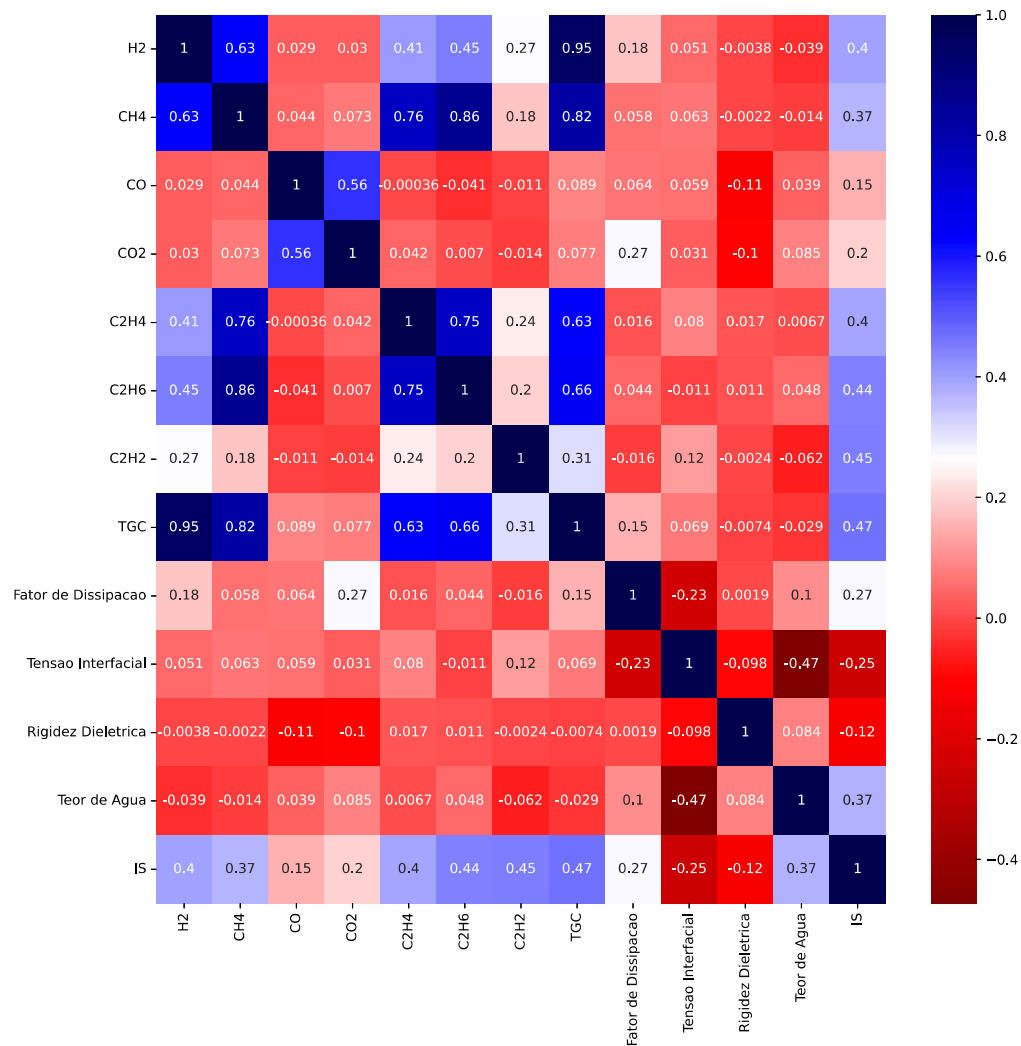 H2 1 0.63 0.029 0.03 0.41 0.45 0.27 0.95 0.18 0.051 -0.0038 -0.039 0.4
CH4 0.63 1 0.044 0.073 0.76 0.86 0.18 0.82 0.058 0.063 -0.0022 -0.014 0.37
CO 0.029 0.044 1 0.56 -0.00036 -0.041 -0.011 0.089 0.064 0.059 -0.11 0.039 0.15
CO2 0.03 0.073 0.56 1 0.042 0.007 -0.014 0.077 0.27 0.031 -0.1 0.085 0.2
C2H4 0.41 0.76 -0.00036 0.042 1 0.75 0.24 0.63 0.016 0.08 0.017 0.0067 0.4
C2H6 0.45 0.86 -0.041 0.007 0.75 1 0.2 0.66 0.044 -0.011 0.011 0.048 0.44
C2H2 0.27 0.18 -0.011 -0.014 0.24 0.2 1 0.31 -0.016 0.12 -0.0024 -0.062 0.45
TGC 0.95 0.82 0.089 0.077 0.63 0.66 0.31 1 0.15 0.069 -0.0074 -0.029 0.47
Fator de Dissipacao 0.18 0.058 0.064 0.27 0.016 0.044 -0.016 0.15 1 -0.23 0.0019 0.1 0.27
Tensao Interfacial 0.051 0.063 0.059 0.031 0.08 -0.011 0.12 0.069 -0.23 1 -0.098 -0.47 -0.25
Rigidez Dieletrica -0.0038 -0.0022 -0.11 -0.1 0.017 0.011 -0.0024 -0.0074 0.0019 -0.098 1 0.084 -0.12
Teor de Agua -0.039 -0.014 0.039 0.085 0.0067 0.048 -0.062 -0.029 0.1 -0.47 0.084 1 0.37
IS 0.4 0.37 0.15 0.2 0.4 0.44 0.45 0.47 0.27 -0.25 -0.12 0.37 1
H2
CH4
CO
CO2
C2H4
C2H6
C2H2
TGC
Fator de Dissipacao
Tensao Interfacial
Rigidez Dieletrica
Teor de Agua
IS
1.0
0.8
0.6
0.4
0.2
0.0
−0.2
−0.4